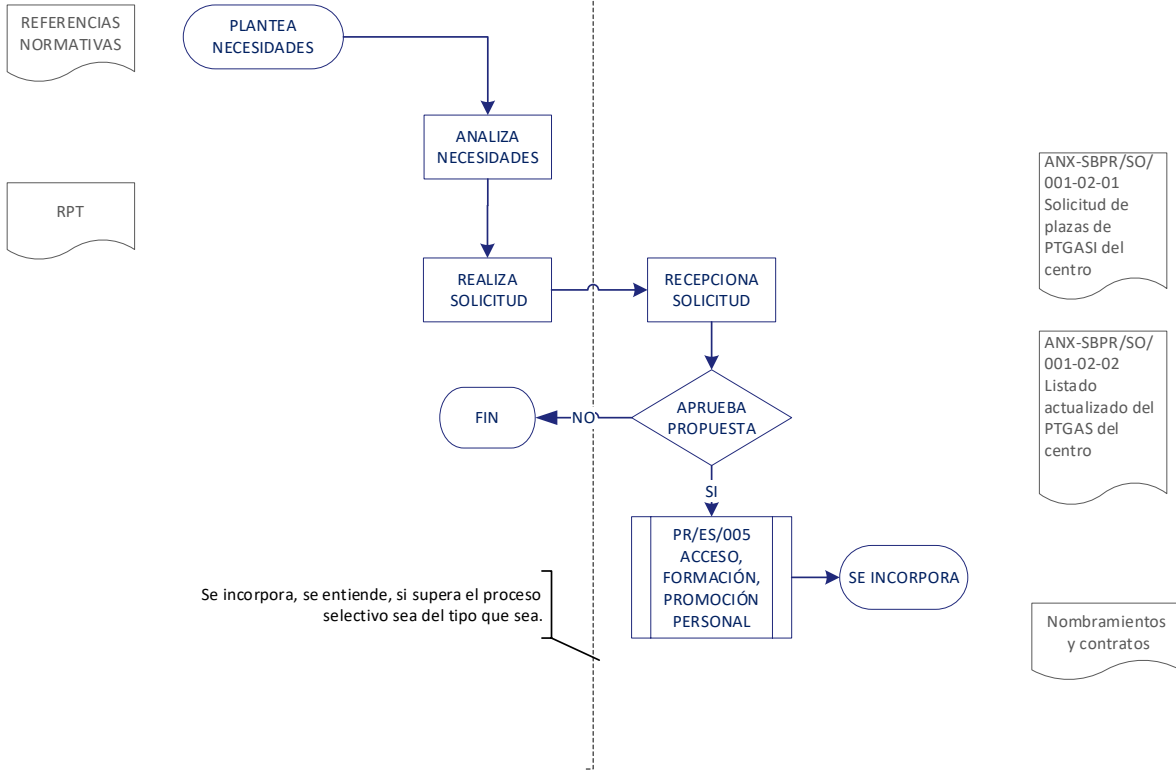 REFERENCIAS
NORMATIVAS
PLANTEA
NECESIDADES
ANALIZA
NECESIDADES
RPT
REALIZA
SOLICITUD
RECEPCIONA
SOLICITUD
ANX-SBPR/SO/
001-02-01
Solicitud de
plazas de
PTGASI del
centro
APRUEBA
PROPUESTA
NO
FIN
SI
ANX-SBPR/SO/
001-02-02
Listado
actualizado del
PTGAS del
centro
PR/ES/005
ACCESO,
FORMACIÓN,
PROMOCIÓN
PERSONAL
SE INCORPORA
Se incorpora, se entiende, si supera el proceso
selectivo sea del tipo que sea.
Nombramientos
y contratos